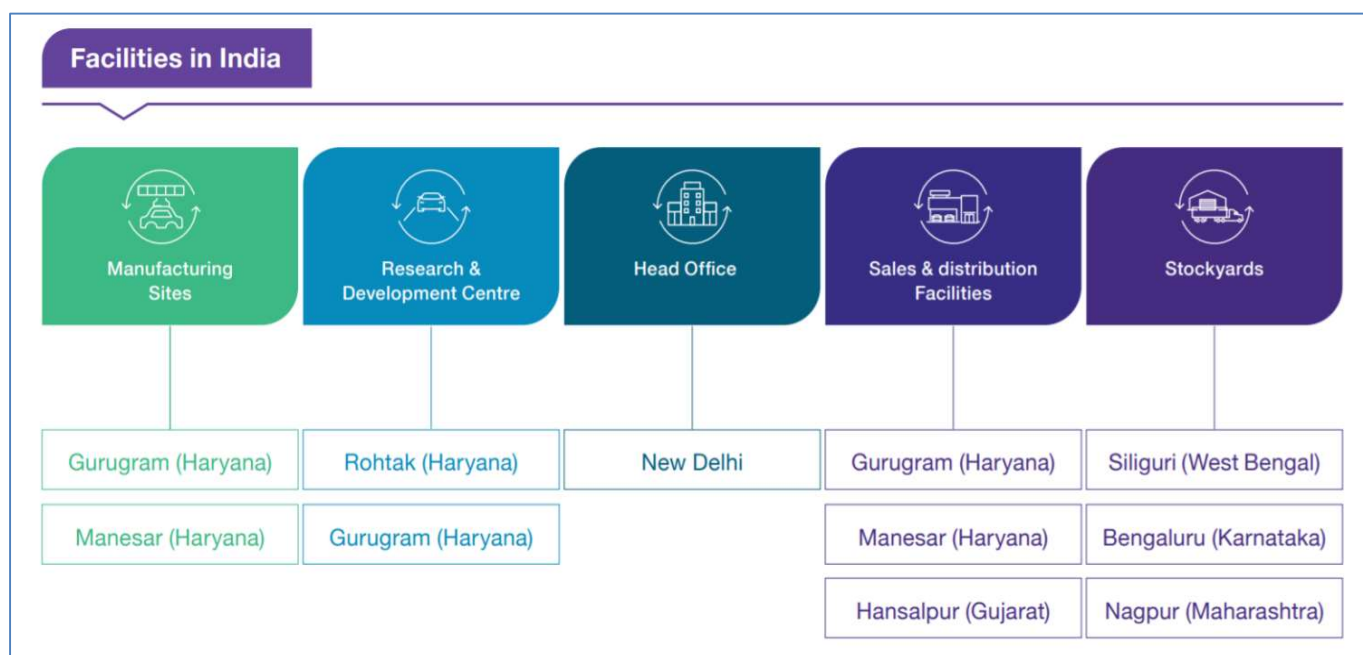 Facilities in India
Manufacturing
Sites
Research &
Development Centre
Head Office
Sales & distribution
Facilities
Stockyards
Gurugram (Haryana)
Manesar (Haryana)
Rohtak (Haryana)
Gurugram (Haryana)
New Delhi
Gurugram (Haryana)
Manesar (Haryana)
Hansalpur (Gujarat)
Siliguri (West Bengal)
Bengaluru (Karnataka)
Nagpur (Maharashtra)